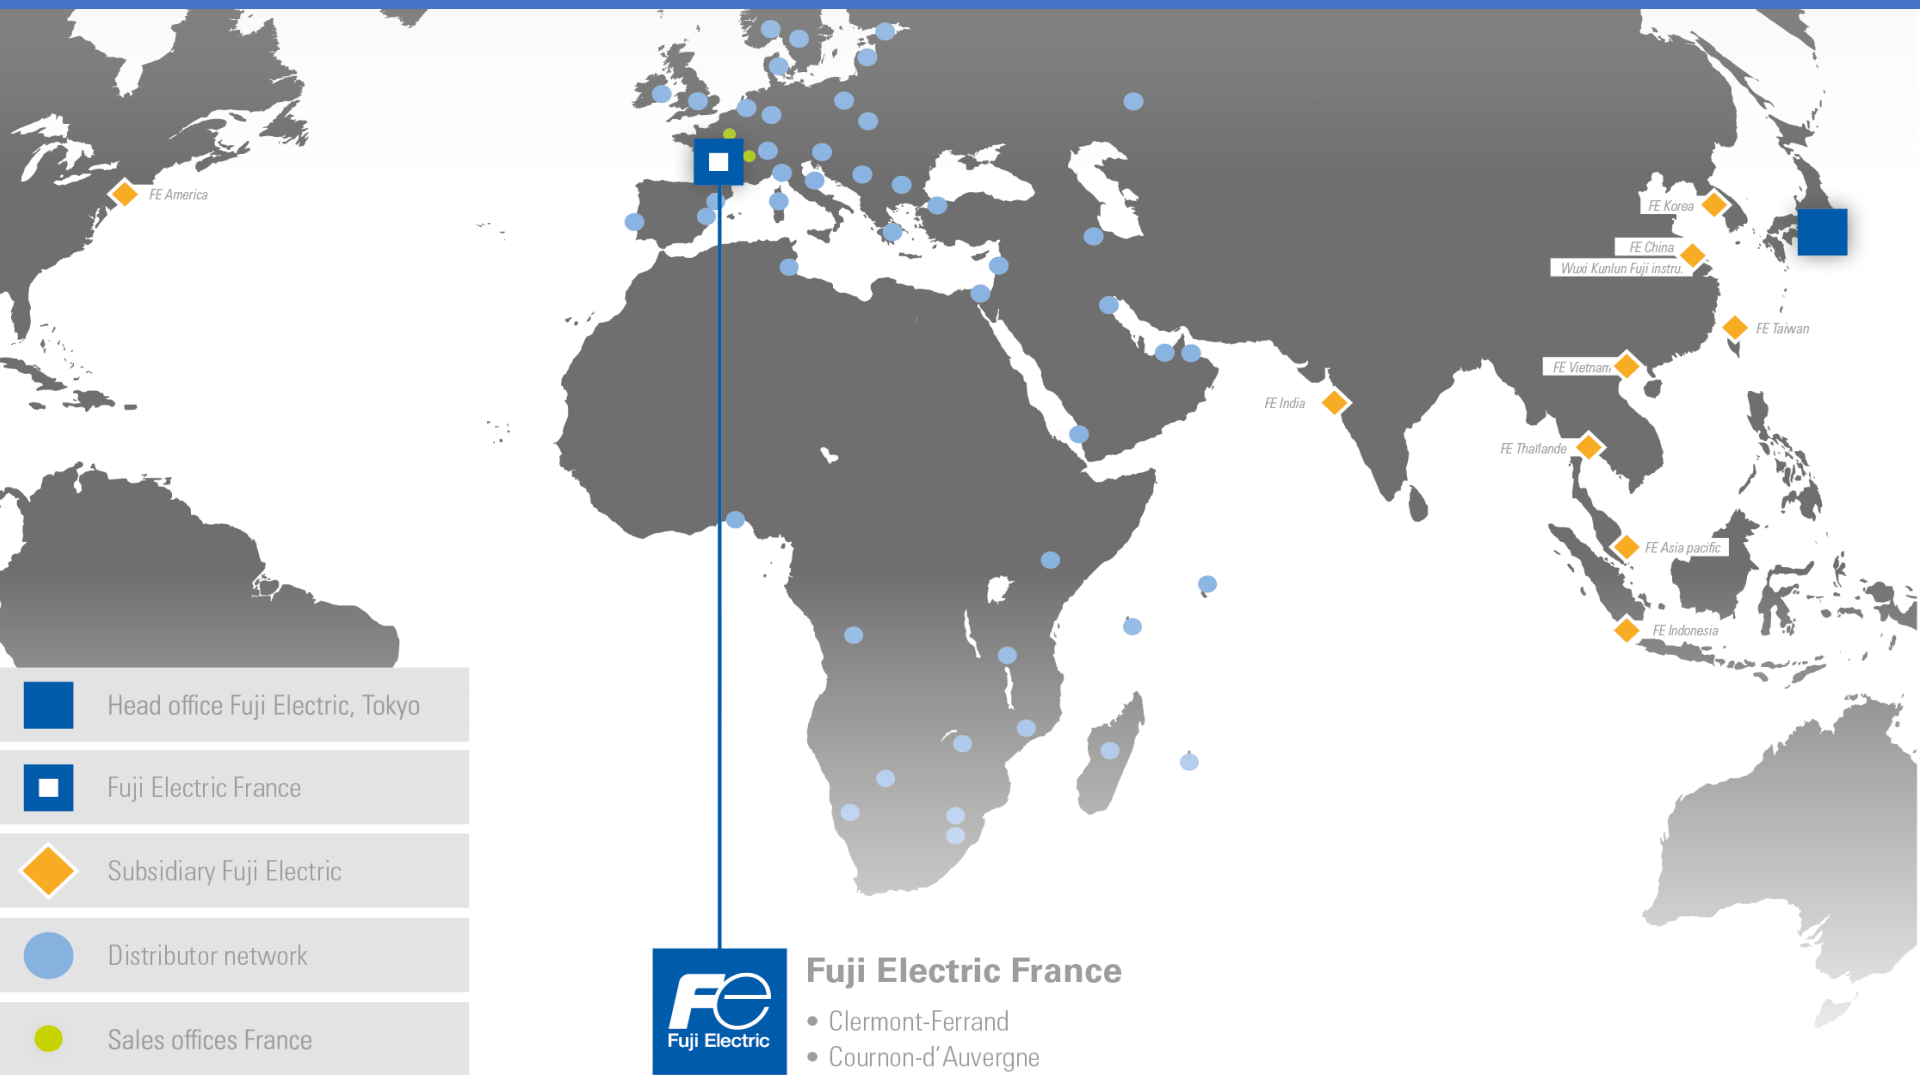 FE America
FE Korea
FE China
Wuxi Kunlun Fuji instru.
FE Taiwan
FE Vietnam
FE India
FE Thaïlande
FE Asia pacific
FE Indonesia
Head office Fuji Electric, Tokyo
Fuji Electric France
Subsidiary Fuji Electric
Distributor network
Sales offices France
Fe
Fuji Electric
Fuji Electric France
• Clermont-Ferrand
• Cournon-d'Auvergne